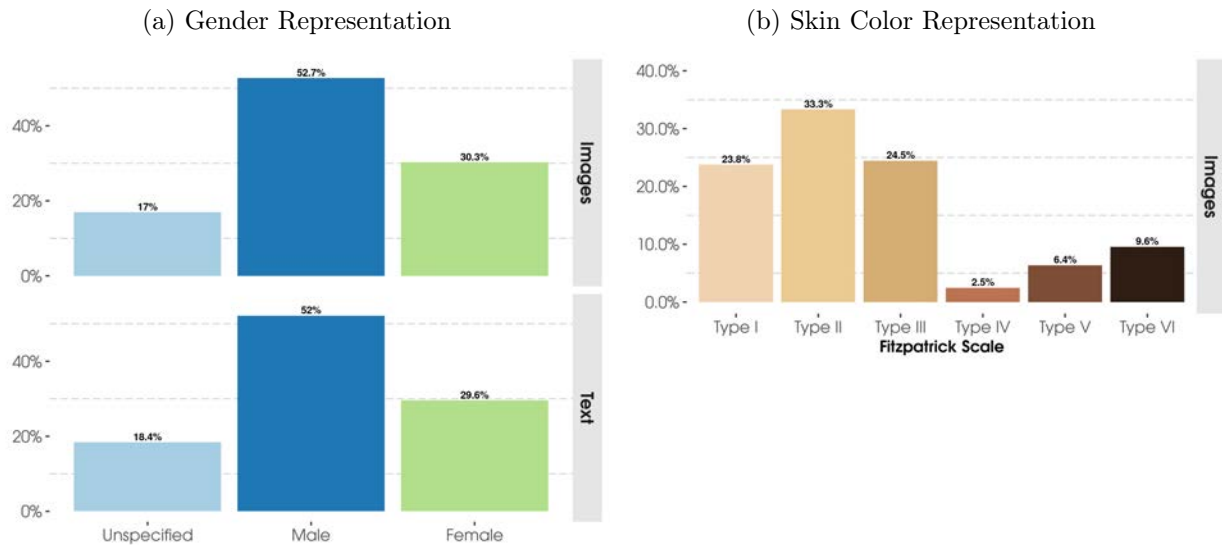 (a) Gender Representation
52.7%
40%
30.3%
20%
17%
0%
Images
52%
40%
29.6%
20%
18.4%
0%
Text
Unspecified Male Female
(b) Skin Color Representation
40.0%
33.3%
30.0%
23.8% 24.5%
20.0%
10.0%
9.6%
6.4%
2.5%
0.0%
Images
Type I Type II Type III Type IV Type V Type VI
Fitzpatrick Scale